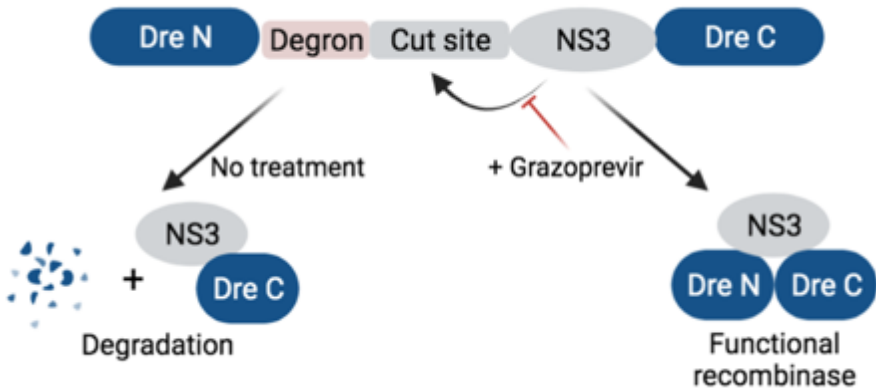 Dre N Degron Cut site NS3 Dre C
No treatment + Grazoprevir
NS3
+
Dre C
Degradation
NS3
Dre N Dre C
Functional
recombinase